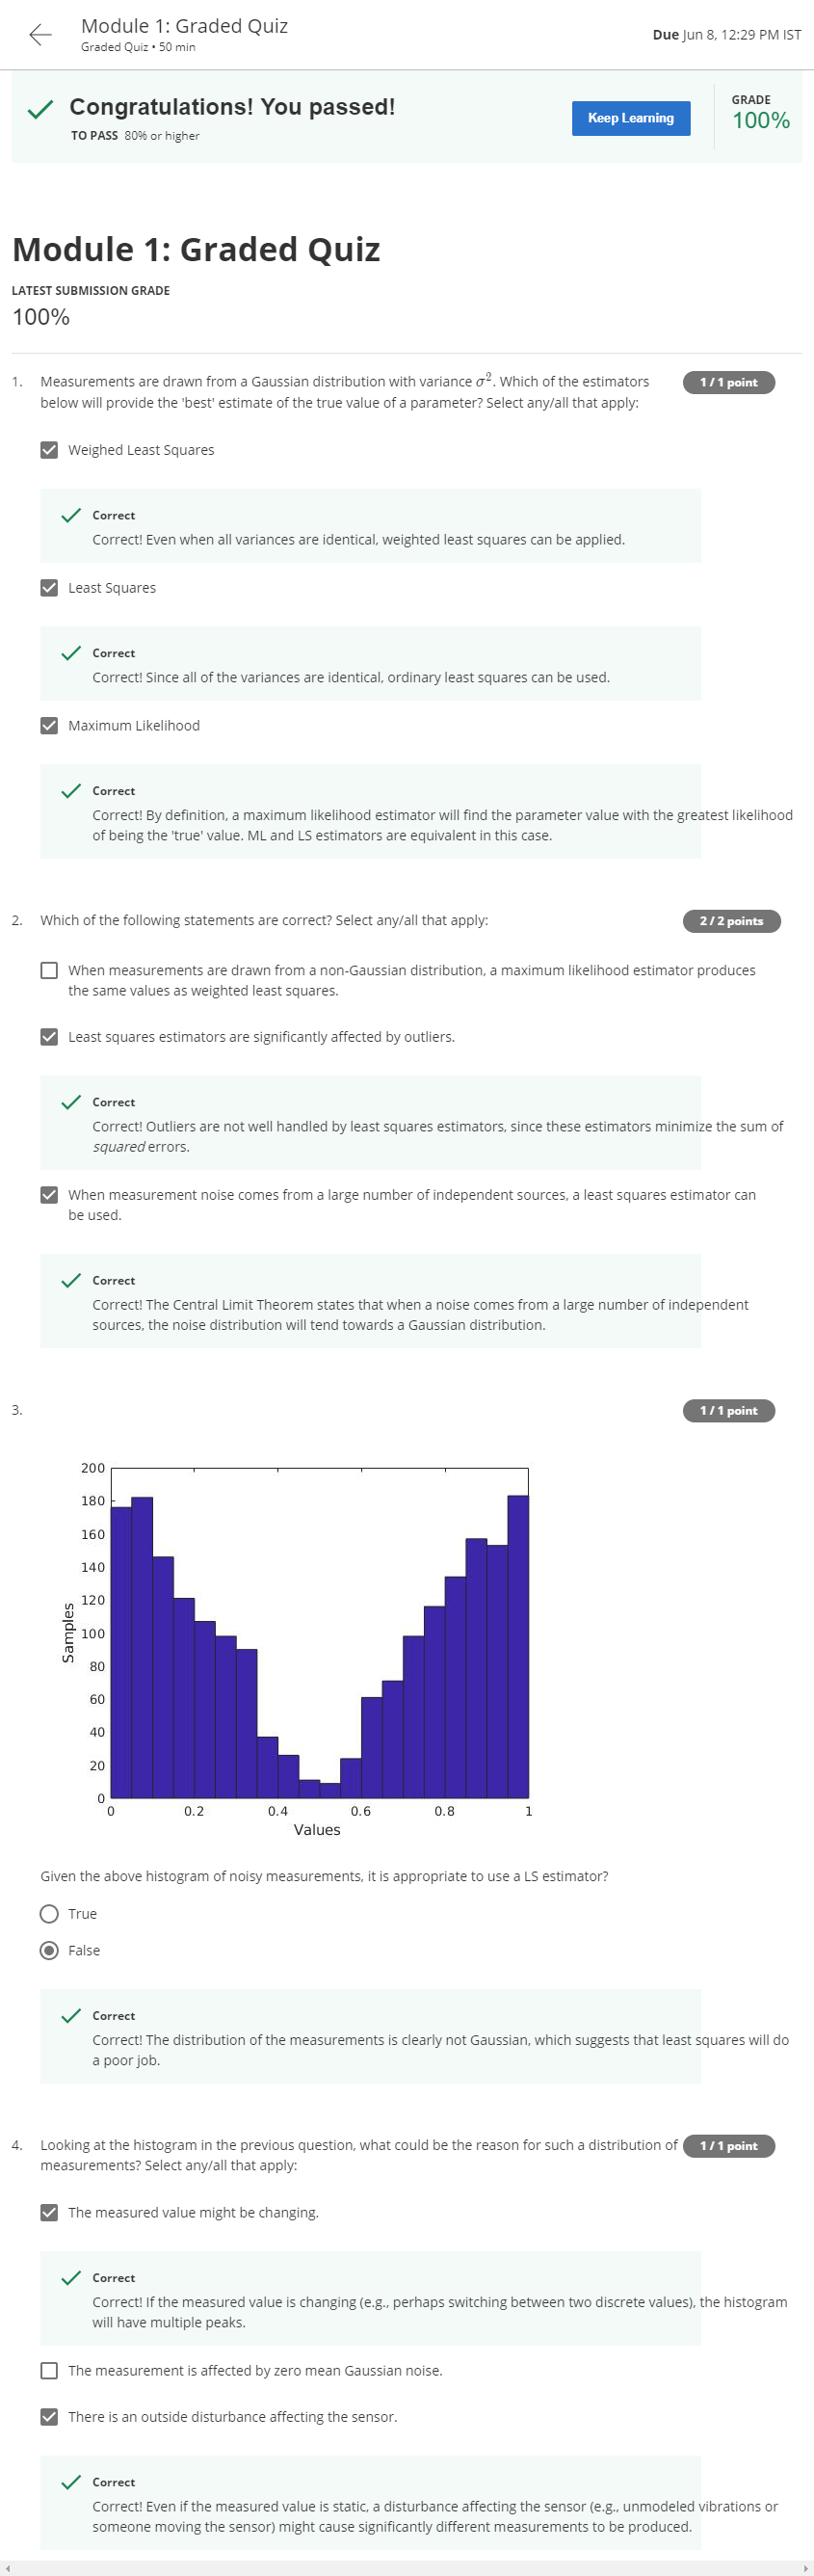 Module 1: Graded Quiz
Graded Quiz • 50 min
Due Jun 8, 12:29 PM IST
Congratulations! You passed!
TO PASS 80% or higher
Keep Learning
GRADE
100%
Module 1: Graded Quiz
LATEST SUBMISSION GRADE
100%
1. Measurements are drawn from a Gaussian distribution with variance σ². Which of the estimators
below will provide the 'best' estimate of the true value of a parameter? Select any/all that apply:
1 / 1 point
Weighed Least Squares
Correct
Correct! Even when all variances are identical, weighted least squares can be applied.
Least Squares
Correct
Correct! Since all of the variances are identical, ordinary least squares can be used.
Maximum Likelihood
Correct
Correct! By definition, a maximum likelihood estimator will find the parameter value with the greatest likelihood
of being the 'true' value. ML and LS estimators are equivalent in this case.
2. Which of the following statements are correct? Select any/all that apply:
2 / 2 points
When measurements are drawn from a non-Gaussian distribution, a maximum likelihood estimator produces
the same values as weighted least squares.
Least squares estimators are significantly affected by outliers.
Correct
Correct! Outliers are not well handled by least squares estimators, since these estimators minimize the sum of
squared errors.
When measurement noise comes from a large number of independent sources, a least squares estimator can
be used.
Correct
Correct! The Central Limit Theorem states that when a noise comes from a large number of independent
sources, the noise distribution will tend towards a Gaussian distribution.
3.
1 / 1 point
200
180
160
140
120
100
80
60
40
20
0
Samples
0 0.2 0.4 0.6 0.8 1
Values
Given the above histogram of noisy measurements, it is appropriate to use a LS estimator?
True
False
Correct
Correct! The distribution of the measurements is clearly not Gaussian, which suggests that least squares will do
a poor job.
4. Looking at the histogram in the previous question, what could be the reason for such a distribution of
measurements? Select any/all that apply:
1 / 1 point
The measured value might be changing.
Correct
Correct! If the measured value is changing (e.g., perhaps switching between two discrete values), the histogram
will have multiple peaks.
The measurement is affected by zero mean Gaussian noise.
There is an outside disturbance affecting the sensor.
Correct
Correct! Even if the measured value is static, a disturbance affecting the sensor (e.g., unmodeled vibrations or
someone moving the sensor) might cause significantly different measurements to be produced.